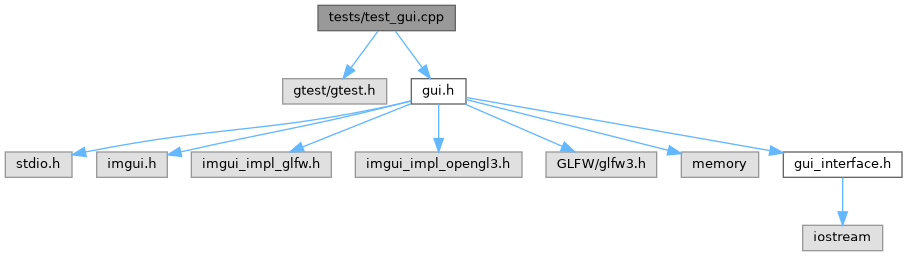 tests/test_gui.cpp
gtest/gtest.h
gui.h
stdio.h
imgui.h
imgui_impl_glfw.h
imgui_impl_opengl3.h
GLFW/glfw3.h
memory
gui_interface.h
iostream